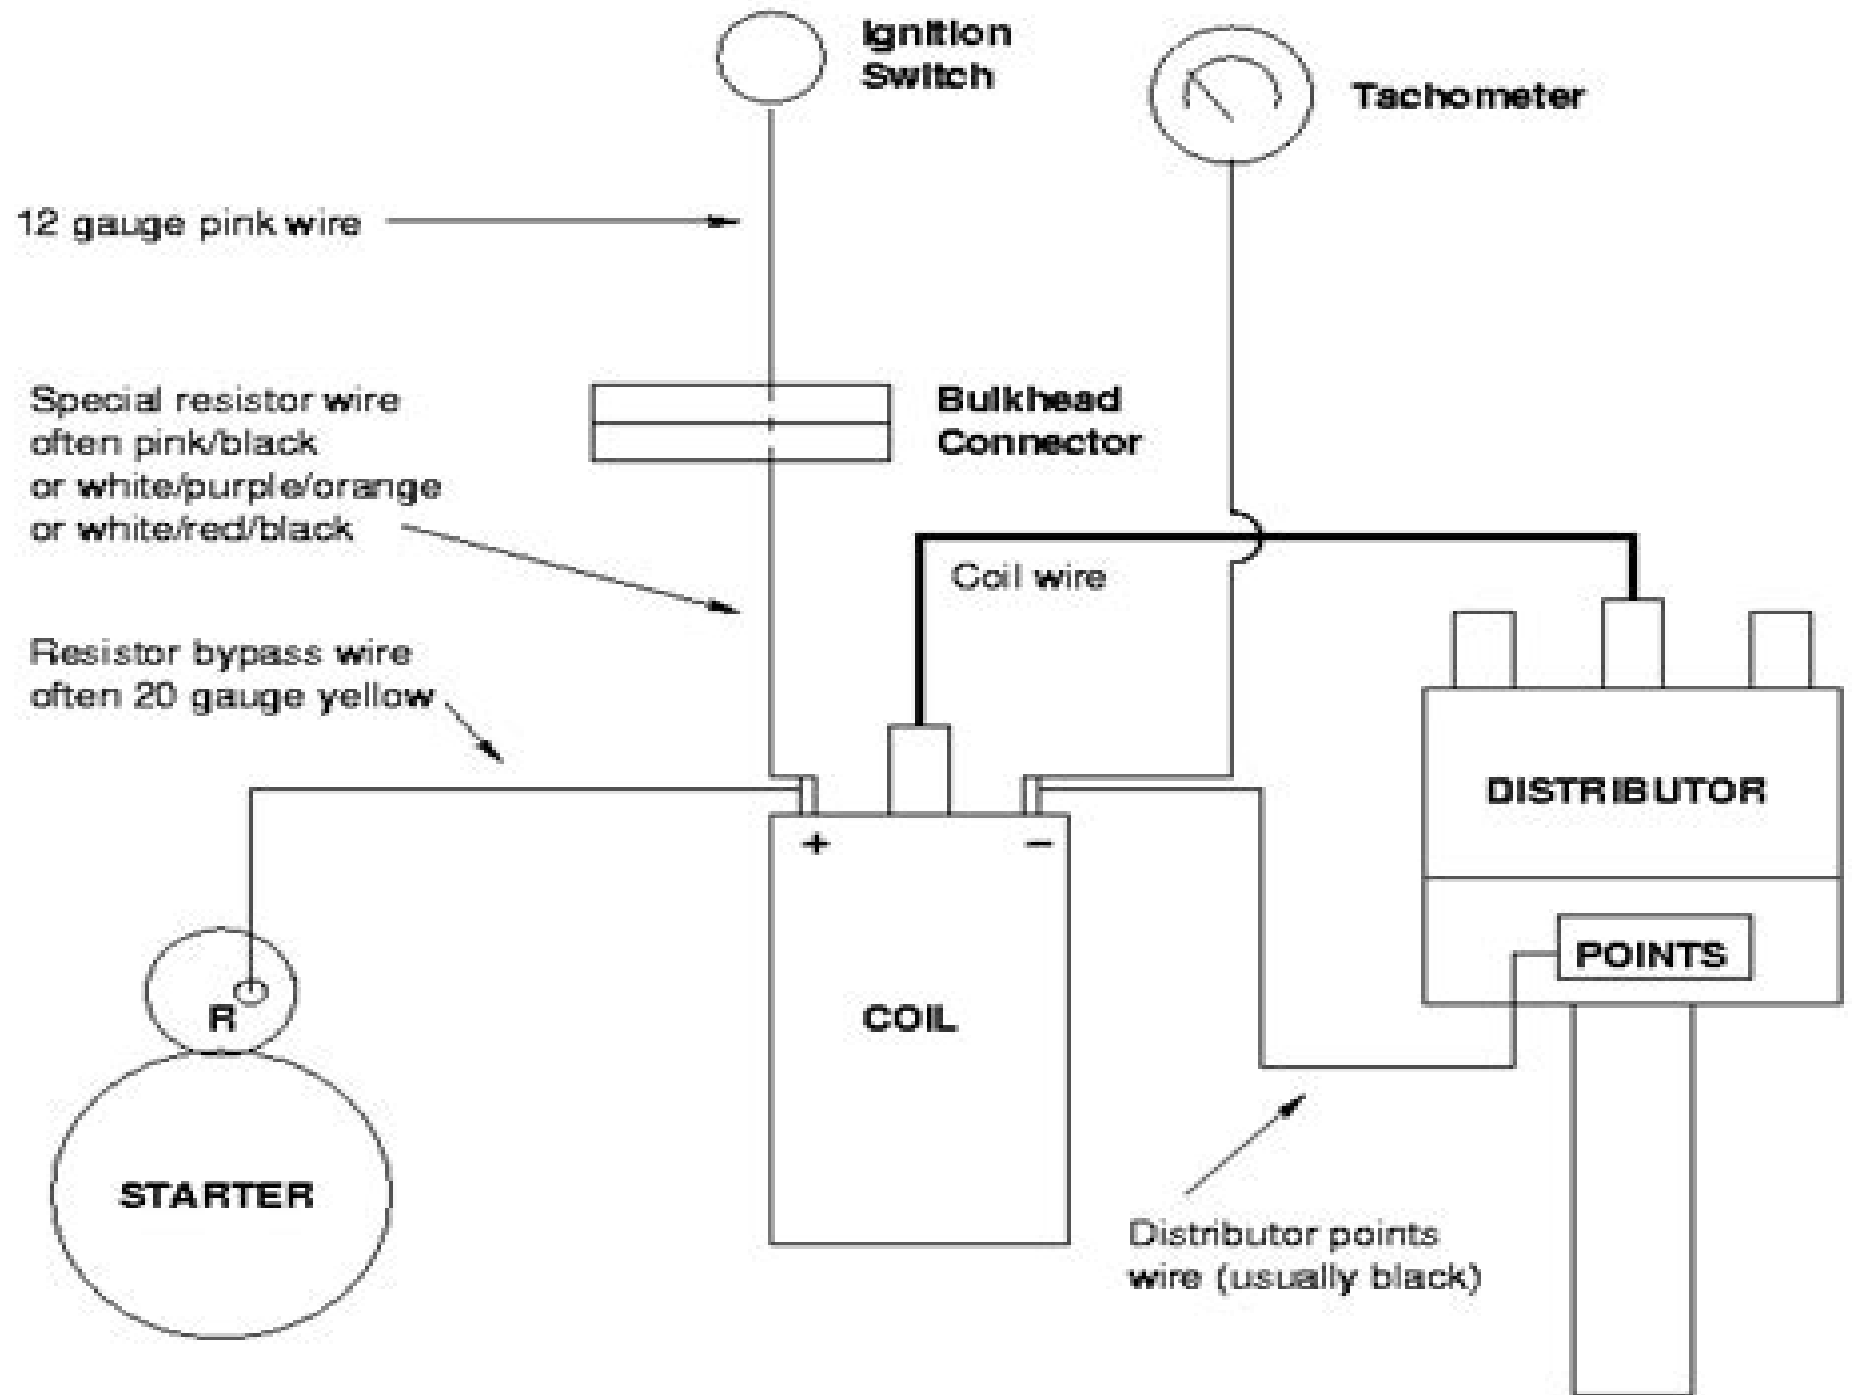 Ignition
Switch
Tachometer
12 gauge pink wire
Special resistor wire
often pink/black
or white/purple/orange
or white/red/black
Bulkhead
Connector
Coil wire
Resistor bypass wire
often 20 gauge yellow
+
−
DISTRIBUTOR
POINTS
R
COIL
STARTER
Distributor points
wire (usually black)